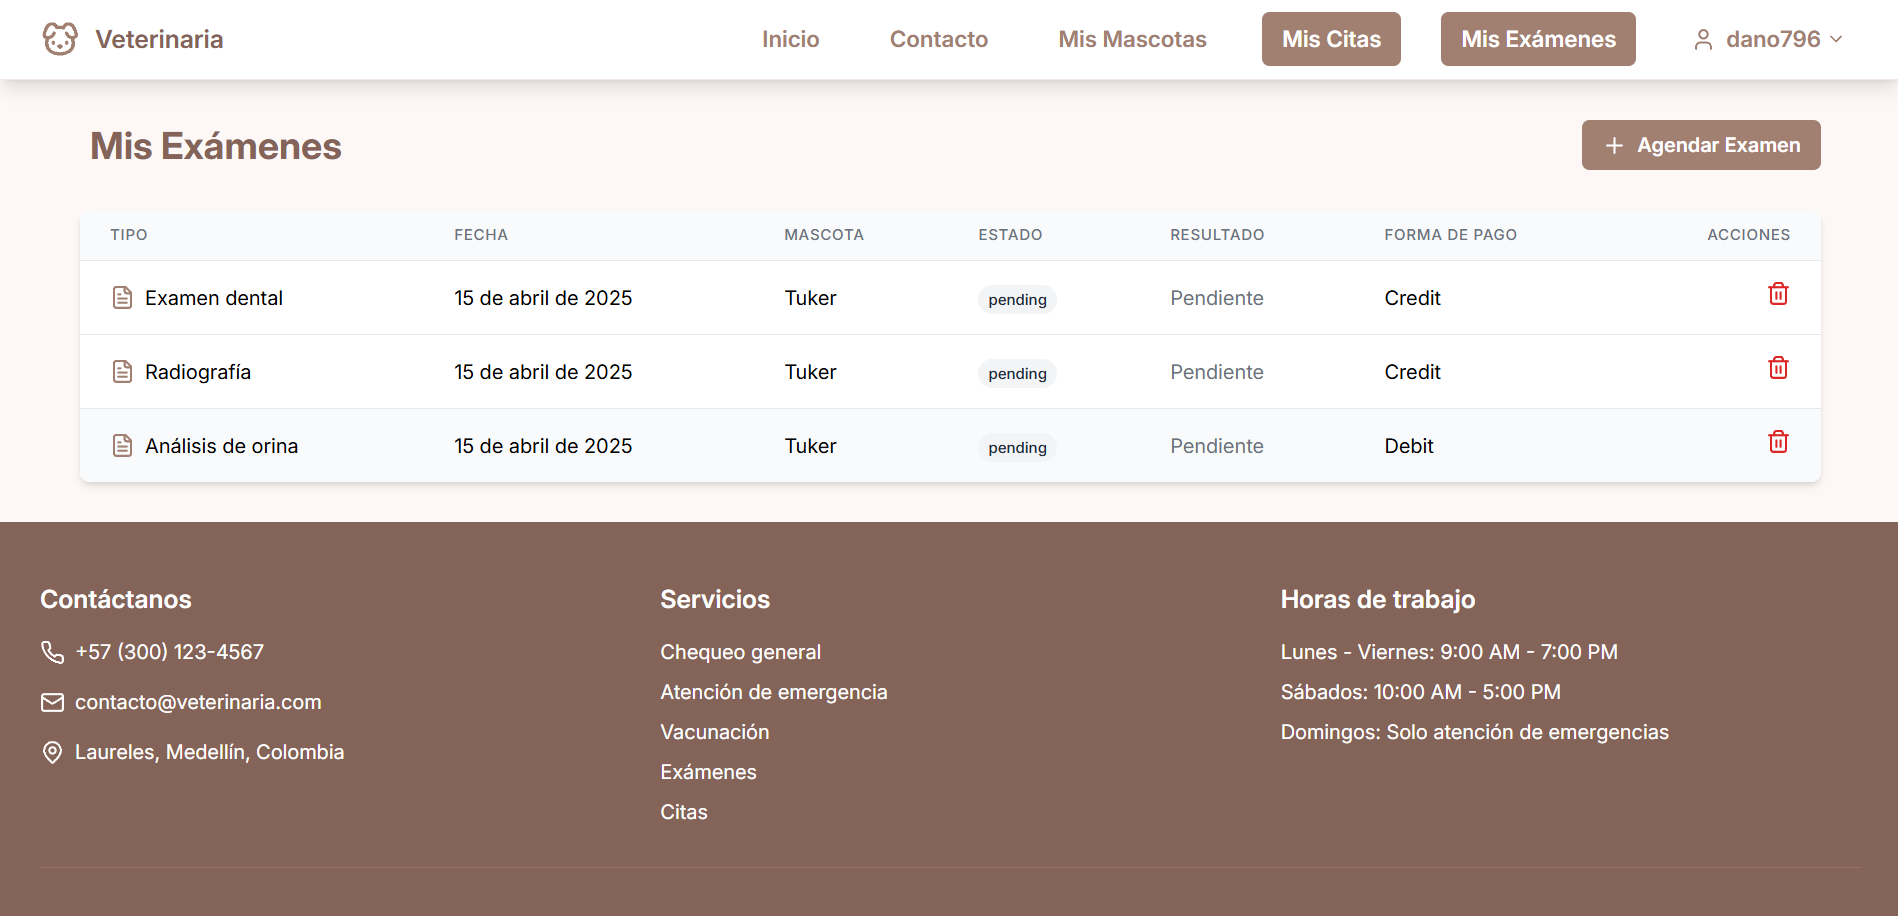 Veterinaria
Inicio
Contacto
Mis Mascotas
Mis Citas
Mis Exámenes
dano796
Mis Exámenes
Agendar Examen
TIPO FECHA MASCOTA ESTADO RESULTADO FORMA DE PAGO ACCIONES
Examen dental 15 de abril de 2025 Tuker pending Pendiente Credit
Radiografía 15 de abril de 2025 Tuker pending Pendiente Credit
Análisis de orina 15 de abril de 2025 Tuker pending Pendiente Debit
Contáctanos
+57 (300) 123-4567
contacto@veterinaria.com
Laureles, Medellín, Colombia
Servicios
Chequeo general
Atención de emergencia
Vacunación
Exámenes
Citas
Horas de trabajo
Lunes - Viernes: 9:00 AM - 7:00 PM
Sábados: 10:00 AM - 5:00 PM
Domingos: Solo atención de emergencias